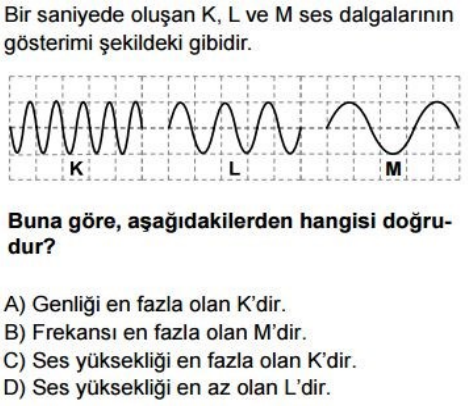 Bir saniyede oluşan K, L ve M ses dalgalarının
gösterimi şekildeki gibidir.
K L M
Buna göre, aşağıdakilerden hangisi doğru-
dur?
A) Genliği en fazla olan K'dir.
B) Frekansı en fazla olan M'dir.
C) Ses yüksekliği en fazla olan K'dir.
D) Ses yüksekliği en az olan L'dir.